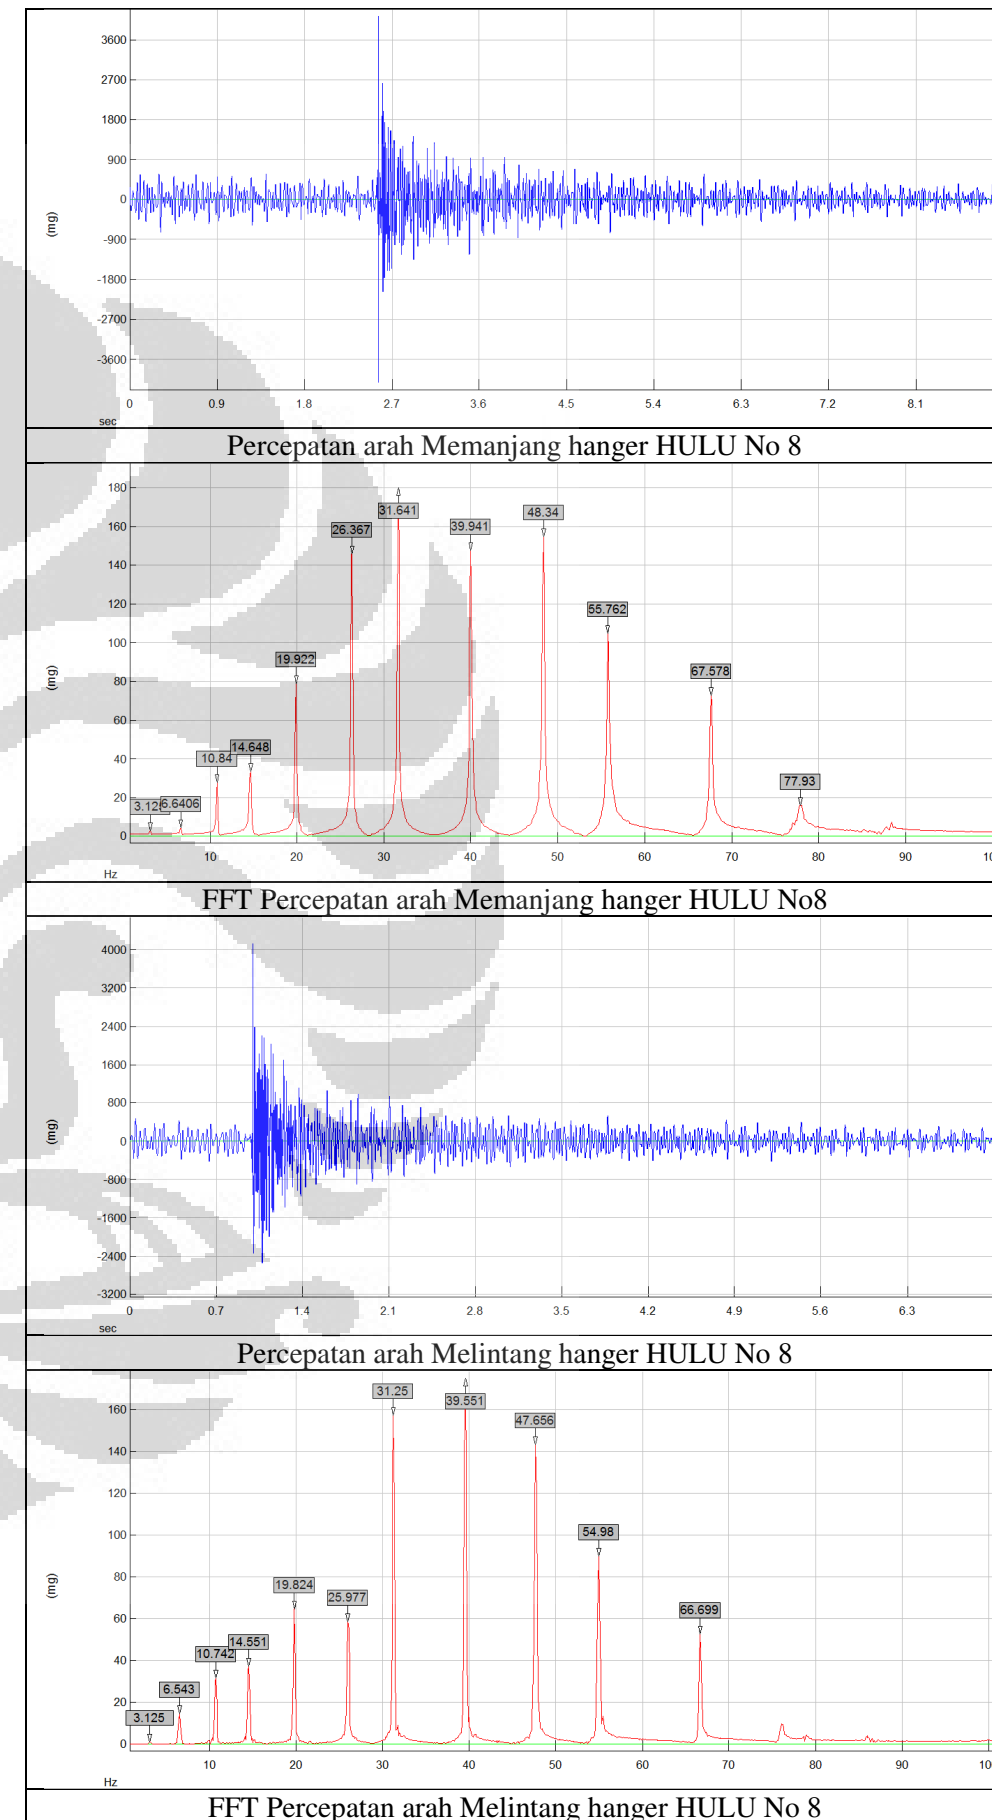 3600
2700
1800
900
0
-900
-1800
-2700
-3600
(mg)
0 0.9 1.8 2.7 3.6 4.5 5.4 6.3 7.2 8.1
sec
Percepatan arah Memanjang hanger HULU No 8
180
160
140
120
100
80
60
40
20
0
(mg)
3.125 6.6406 10.84 14.648 19.922 26.367 31.641 39.941 48.34 55.762 67.578 77.93
10 20 30 40 50 60 70 80 90 10
Hz
FFT Percepatan arah Memanjang hanger HULU No8
4000
3200
2400
1600
800
0
-800
-1600
-2400
-3200
(mg)
0 0.7 1.4 2.1 2.8 3.5 4.2 4.9 5.6 6.3
sec
Percepatan arah Melintang hanger HULU No 8
160
140
120
100
80
60
40
20
0
(mg)
3.125 6.543 10.742 14.551 19.824 25.977 31.25 39.551 47.656 54.98 66.699
10 20 30 40 50 60 70 80 90 10
Hz
FFT Percepatan arah Melintang hanger HULU No 8